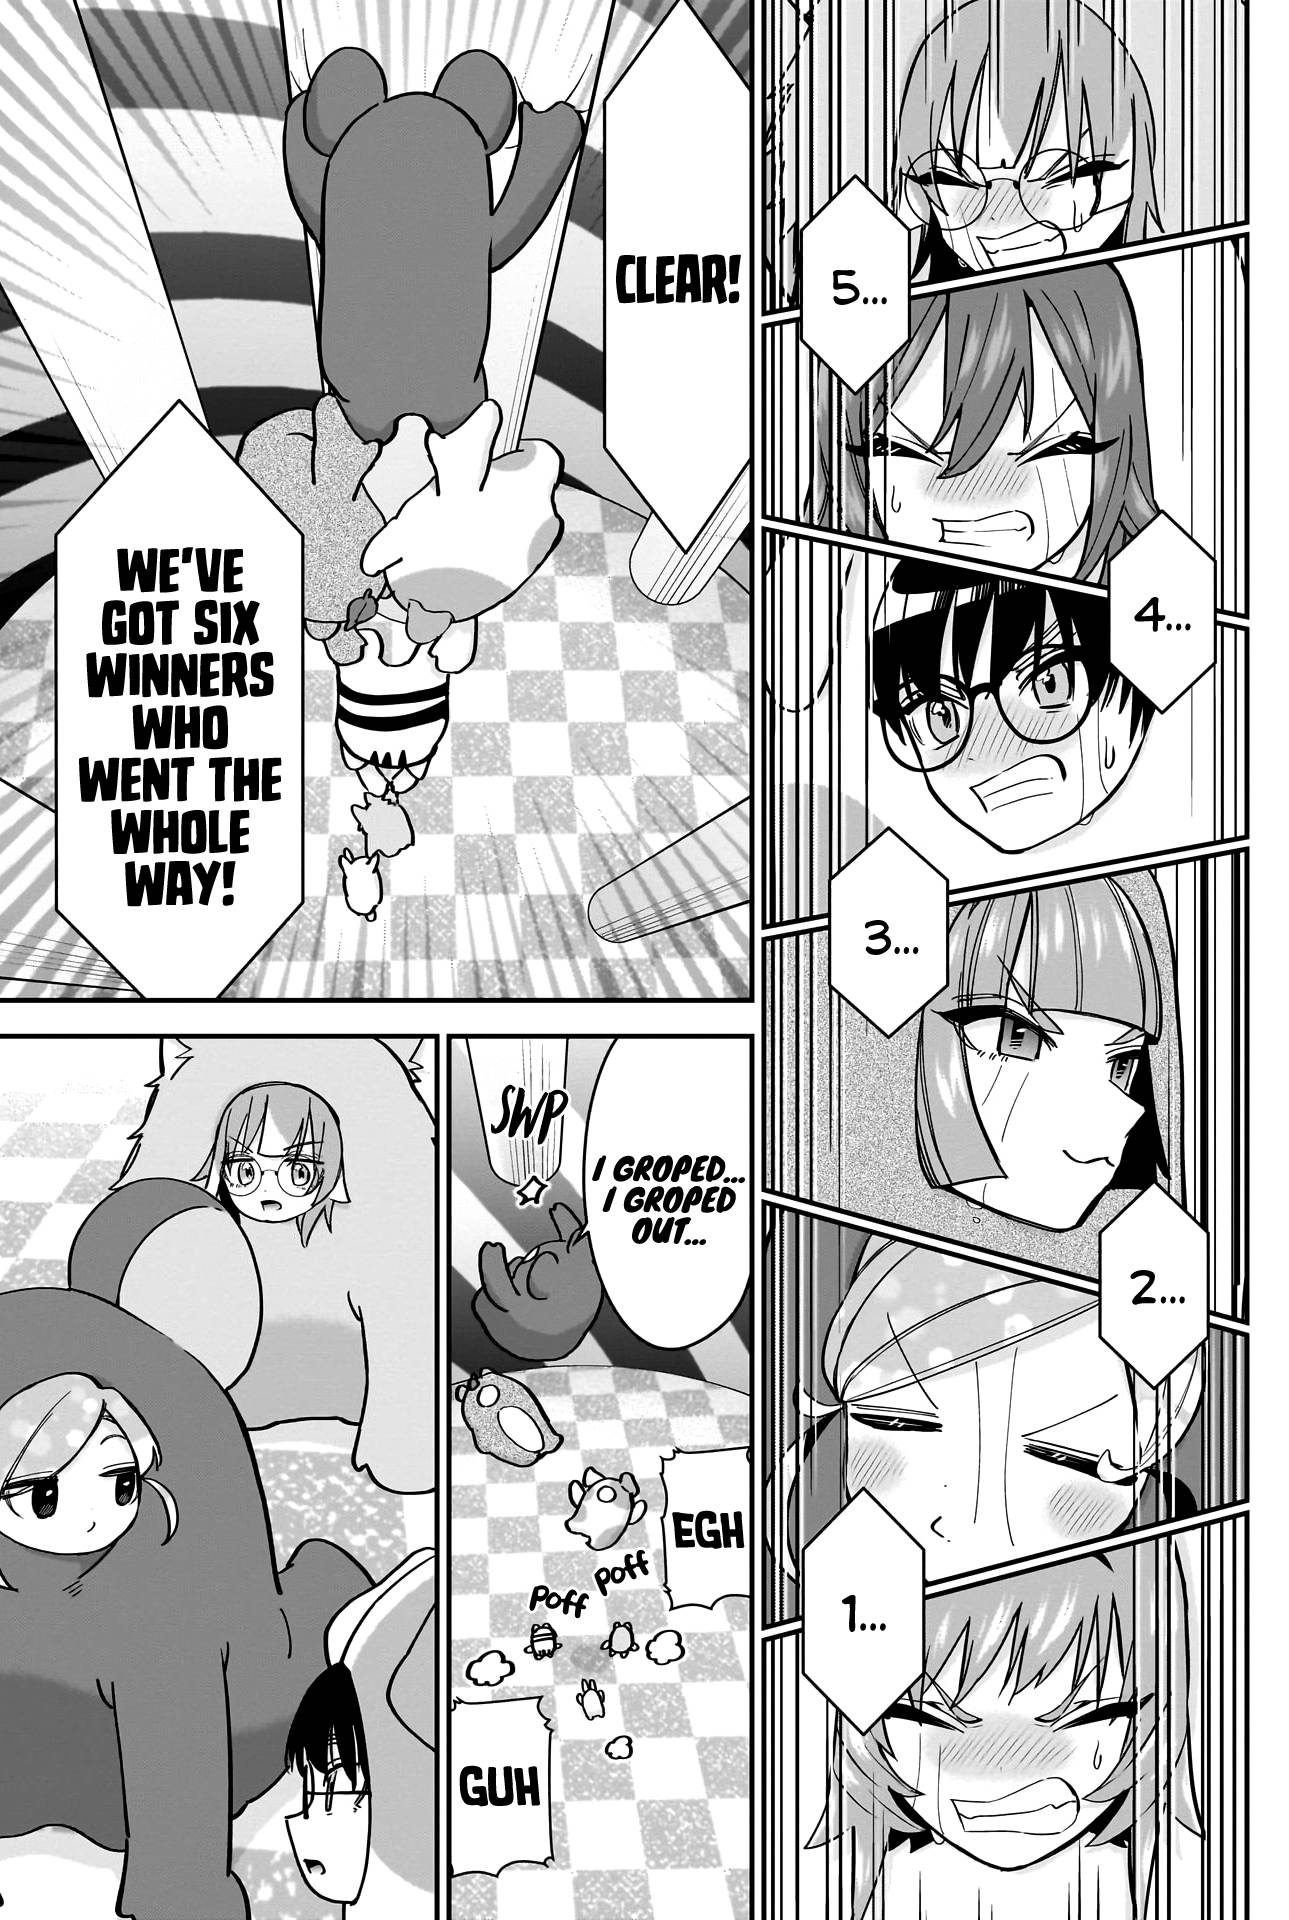 5...
4...
3...
2...
1...
CLEAR!
WE'VE
GOT SIX
WINNERS
WHO
WENT THE
WHOLE
WAY!
I GROPED...
I GROPED
OUT...
SWP
EGH
POFF
POFF
GUH